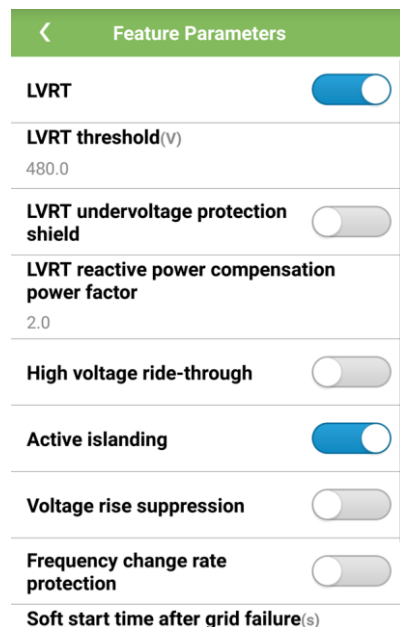 Feature Parameters
LVRT
LVRT threshold(V)
480.0
LVRT undervoltage protection
shield
LVRT reactive power compensation
power factor
2.0
High voltage ride-through
Active islanding
Voltage rise suppression
Frequency change rate
protection
Soft start time after grid failure(s)